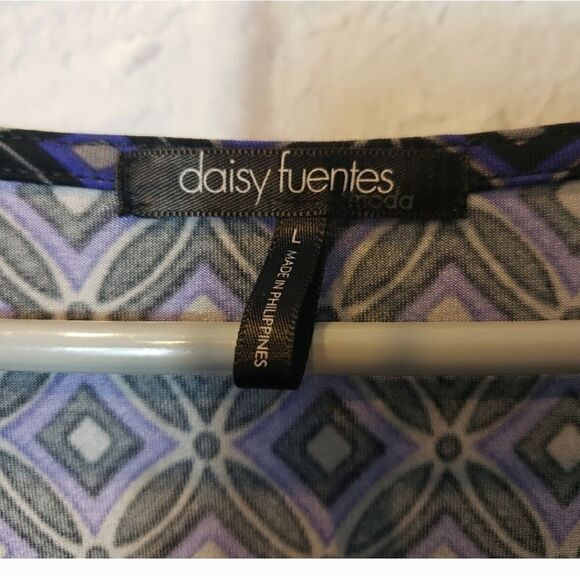 daisy fuentes
moda
L
MADE IN PHILIPPINES